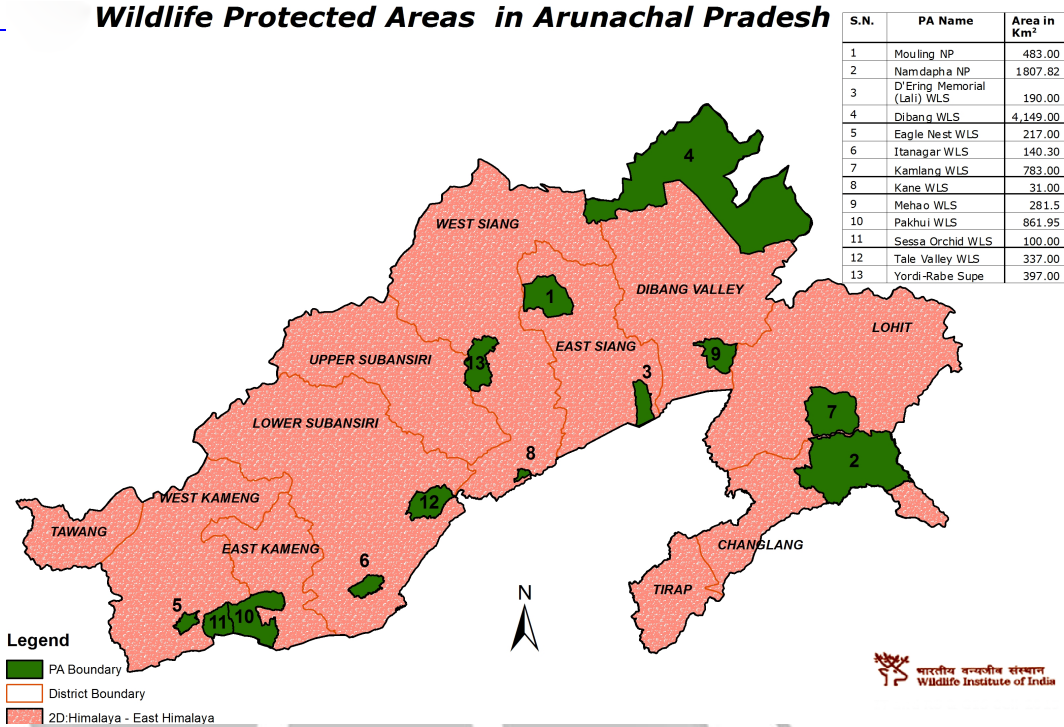 Wildlife Protected Areas in Arunachal Pradesh
S.N. PA Name Area in Km²
1 Mouling NP 483.00
2 Namdapha NP 1807.82
3 D'Ering Memorial (Lali) WLS 190.00
4 Dibang WLS 4,149.00
5 Eagle Nest WLS 217.00
6 Itanagar WLS 140.30
7 Kamlang WLS 783.00
8 Kane WLS 31.00
9 Mehao WLS 281.5
10 Pakhui WLS 861.95
11 Sessa Orchid WLS 100.00
12 Tale Valley WLS 337.00
13 Yordi-Rabe Supe 397.00
4
WEST SIANG
DIBANG VALLEY
1
LOHIT
EAST SIANG
9
UPPER SUBANSIRI
13
3
7
LOWER SUBANSIRI
8
2
WEST KAMENG
12
TAWANG
EAST KAMENG
CHANGLANG
6
TIRAP
N
5
11
10
Legend
PA Boundary
District Boundary
2D:Himalaya - East Himalaya
भारतीय वन्यजीव संस्थान
Wildlife Institute of India